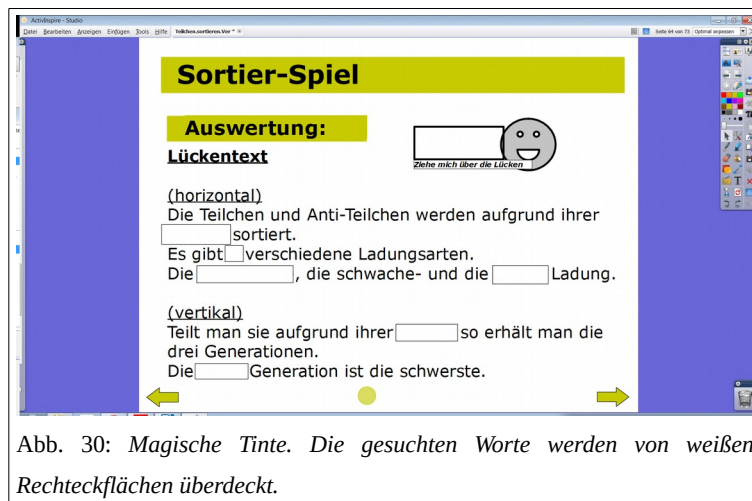 ActivInspire - Studio
Datei Bearbeiten Anzeigen Einfügen Tools Hilfe Teilchen.sortieren.Ver *
Seite 64 von 73 Optimal anpassen
Sortier-Spiel
Auswertung:
Lückentext
Ziehe mich über die Lücken
(horizontal)
Die Teilchen und Anti-Teilchen werden aufgrund ihrer
sortiert.
Es gibt verschiedene Ladungsarten.
Die , die schwache- und die Ladung.
(vertikal)
Teilt man sie aufgrund ihrer so erhält man die
drei Generationen.
Die Generation ist die schwerste.
Abb. 30: Magische Tinte. Die gesuchten Worte werden von weißen
Rechteckflächen überdeckt.